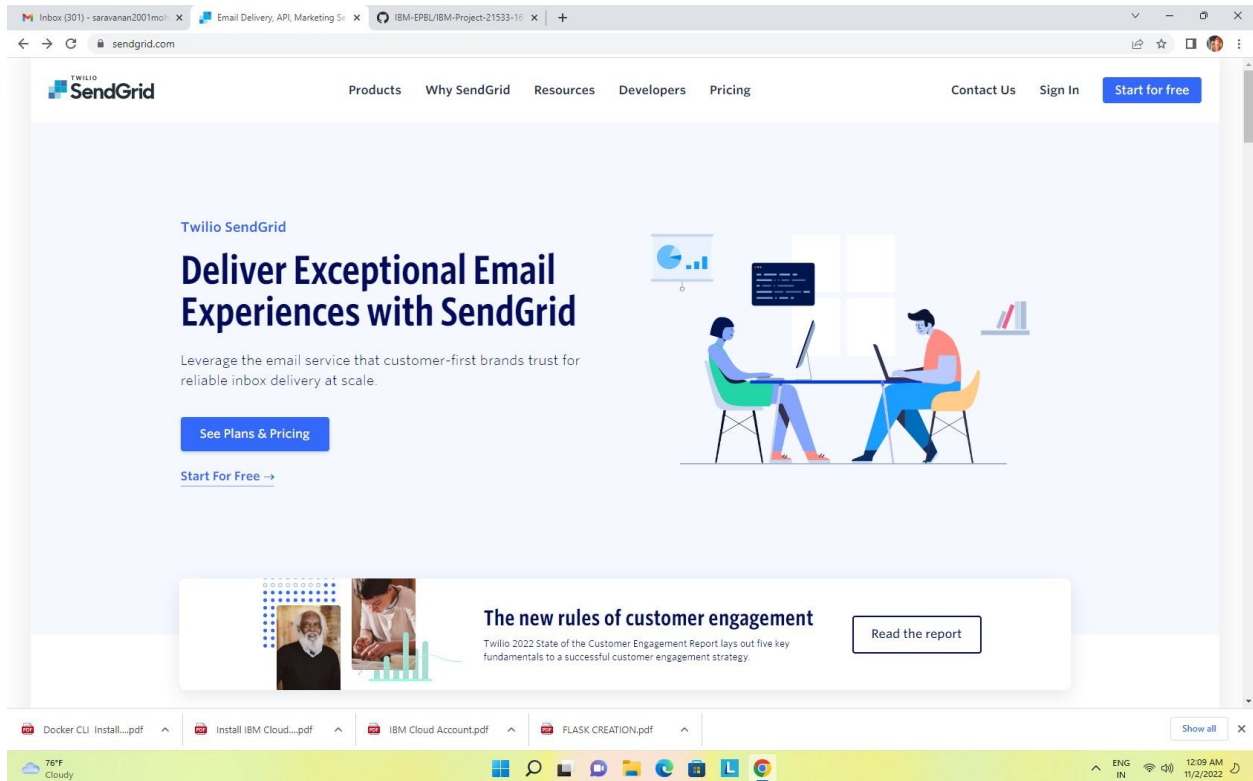 Inbox (301) - saravanan2001moh
Email Delivery, API, Marketing Se
IBM-EPBL/IBM-Project-21533-16
sendgrid.com
TWILIO
SendGrid
Products
Why SendGrid
Resources
Developers
Pricing
Contact Us
Sign In
Start for free
Twilio SendGrid
Deliver Exceptional Email
Experiences with SendGrid
Leverage the email service that customer-first brands trust for
reliable inbox delivery at scale.
See Plans & Pricing
Start For Free →
The new rules of customer engagement
Twilio 2022 State of the Customer Engagement Report lays out five key
fundamentals to a successful customer engagement strategy.
Read the report
Docker CLI Install....pdf
Install IBM Cloud....pdf
IBM Cloud Account.pdf
FLASK CREATION.pdf
Show all
76°F
Cloudy
ENG
IN
12:09 AM
11/2/2022